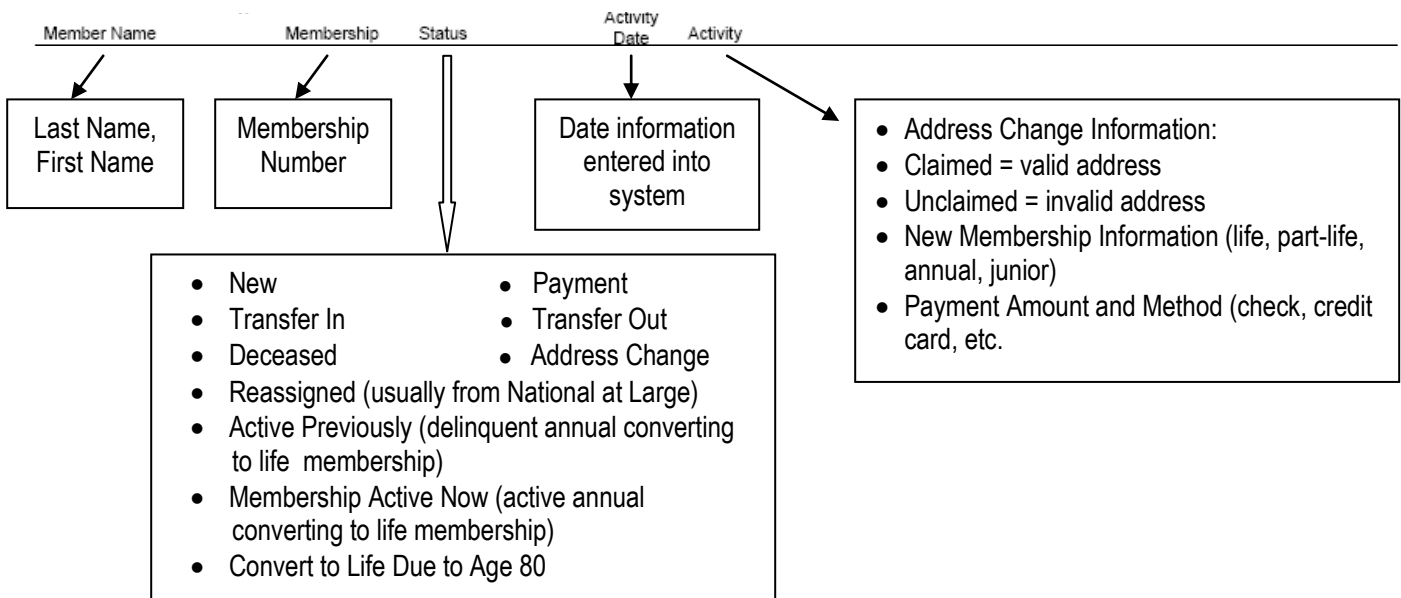 Member Name Membership Status Activity Date Activity
Last Name,
First Name
Membership
Number
Date information
entered into
system
• Address Change Information:
• Claimed = valid address
• Unclaimed = invalid address
• New Membership Information (life, part-life,
annual, junior)
• Payment Amount and Method (check, credit
card, etc.
• New • Payment
• Transfer In • Transfer Out
• Deceased • Address Change
• Reassigned (usually from National at Large)
• Active Previously (delinquent annual converting
to life membership)
• Membership Active Now (active annual
converting to life membership)
• Convert to Life Due to Age 80